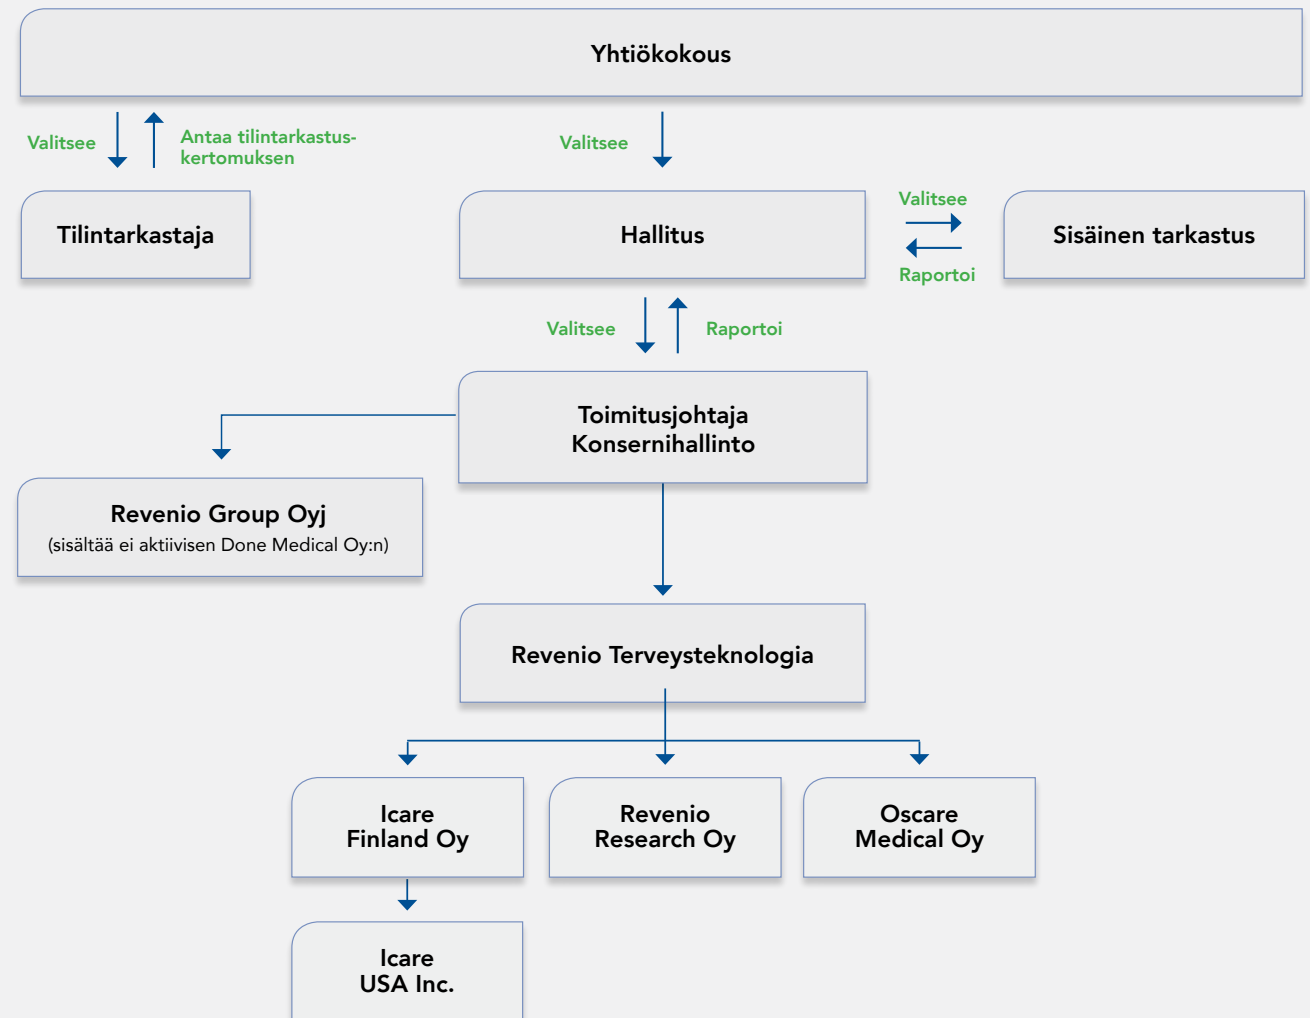 Yhtiökokous
Valitsee
Antaa tilintarkastus-
kertomuksen
Valitsee
Tilintarkastaja
Hallitus
Valitsee
Raportoi
Sisäinen tarkastus
Valitsee
Raportoi
Toimitusjohtaja
Konsernihallinto
Revenio Group Oyj
(sisältää ei aktiivisen Done Medical Oy:n)
Revenio Terveysteknologia
Icare
Finland Oy
Revenio
Research Oy
Oscare
Medical Oy
Icare
USA Inc.